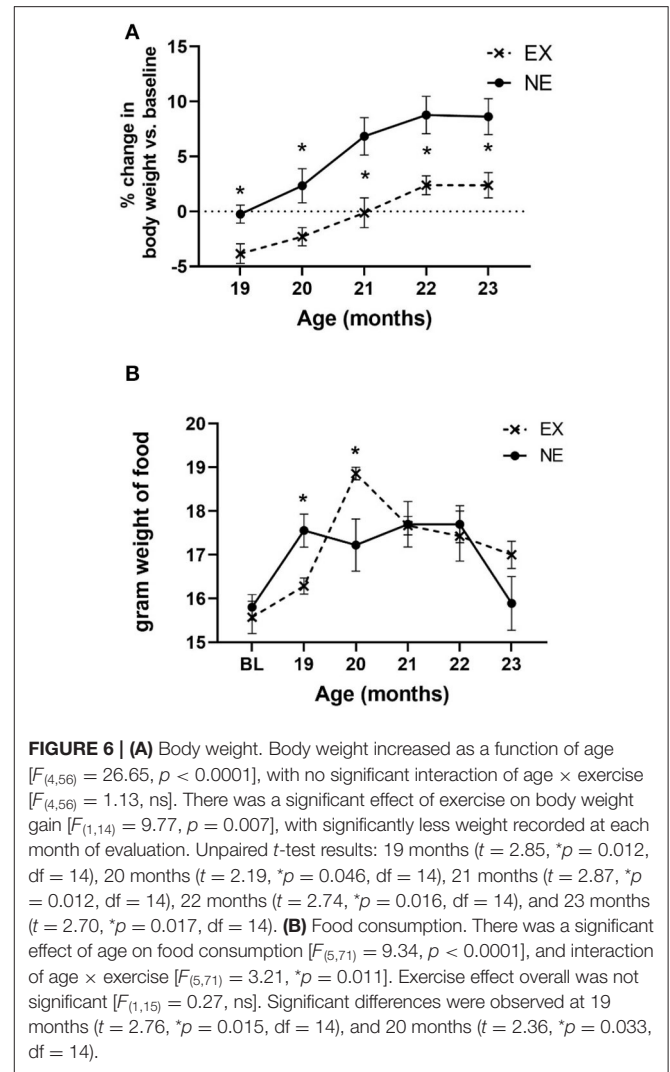 A
15
10
5
0
-5
% change in
body weight vs. baseline
EX
NE
*
*
*
*
*
19
20
21
22
23
Age (months)
B
20
19
18
17
16
15
gram weight of food
EX
NE
*
*
BL
19
20
21
22
23
Age (months)
FIGURE 6 | (A) Body weight. Body weight increased as a function of age
[F(4,56) = 26.65, p < 0.0001], with no significant interaction of age × exercise
[F(4,56) = 1.13, ns]. There was a significant effect of exercise on body weight
gain [F(1,14) = 9.77, p = 0.007], with significantly less weight recorded at each
month of evaluation. Unpaired t-test results: 19 months (t = 2.85, *p = 0.012,
df = 14), 20 months (t = 2.19, *p = 0.046, df = 14), 21 months (t = 2.87, *p
= 0.012, df = 14), 22 months (t = 2.74, *p = 0.016, df = 14), and 23 months
(t = 2.70, *p = 0.017, df = 14). (B) Food consumption. There was a significant
effect of age on food consumption [F(5,71) = 9.34, p < 0.0001], and interaction
of age × exercise [F(5,71) = 3.21, *p = 0.011]. Exercise effect overall was not
significant [F(1,15) = 0.27, ns]. Significant differences were observed at 19
months (t = 2.76, *p = 0.015, df = 14), and 20 months (t = 2.36, *p = 0.033,
df = 14).